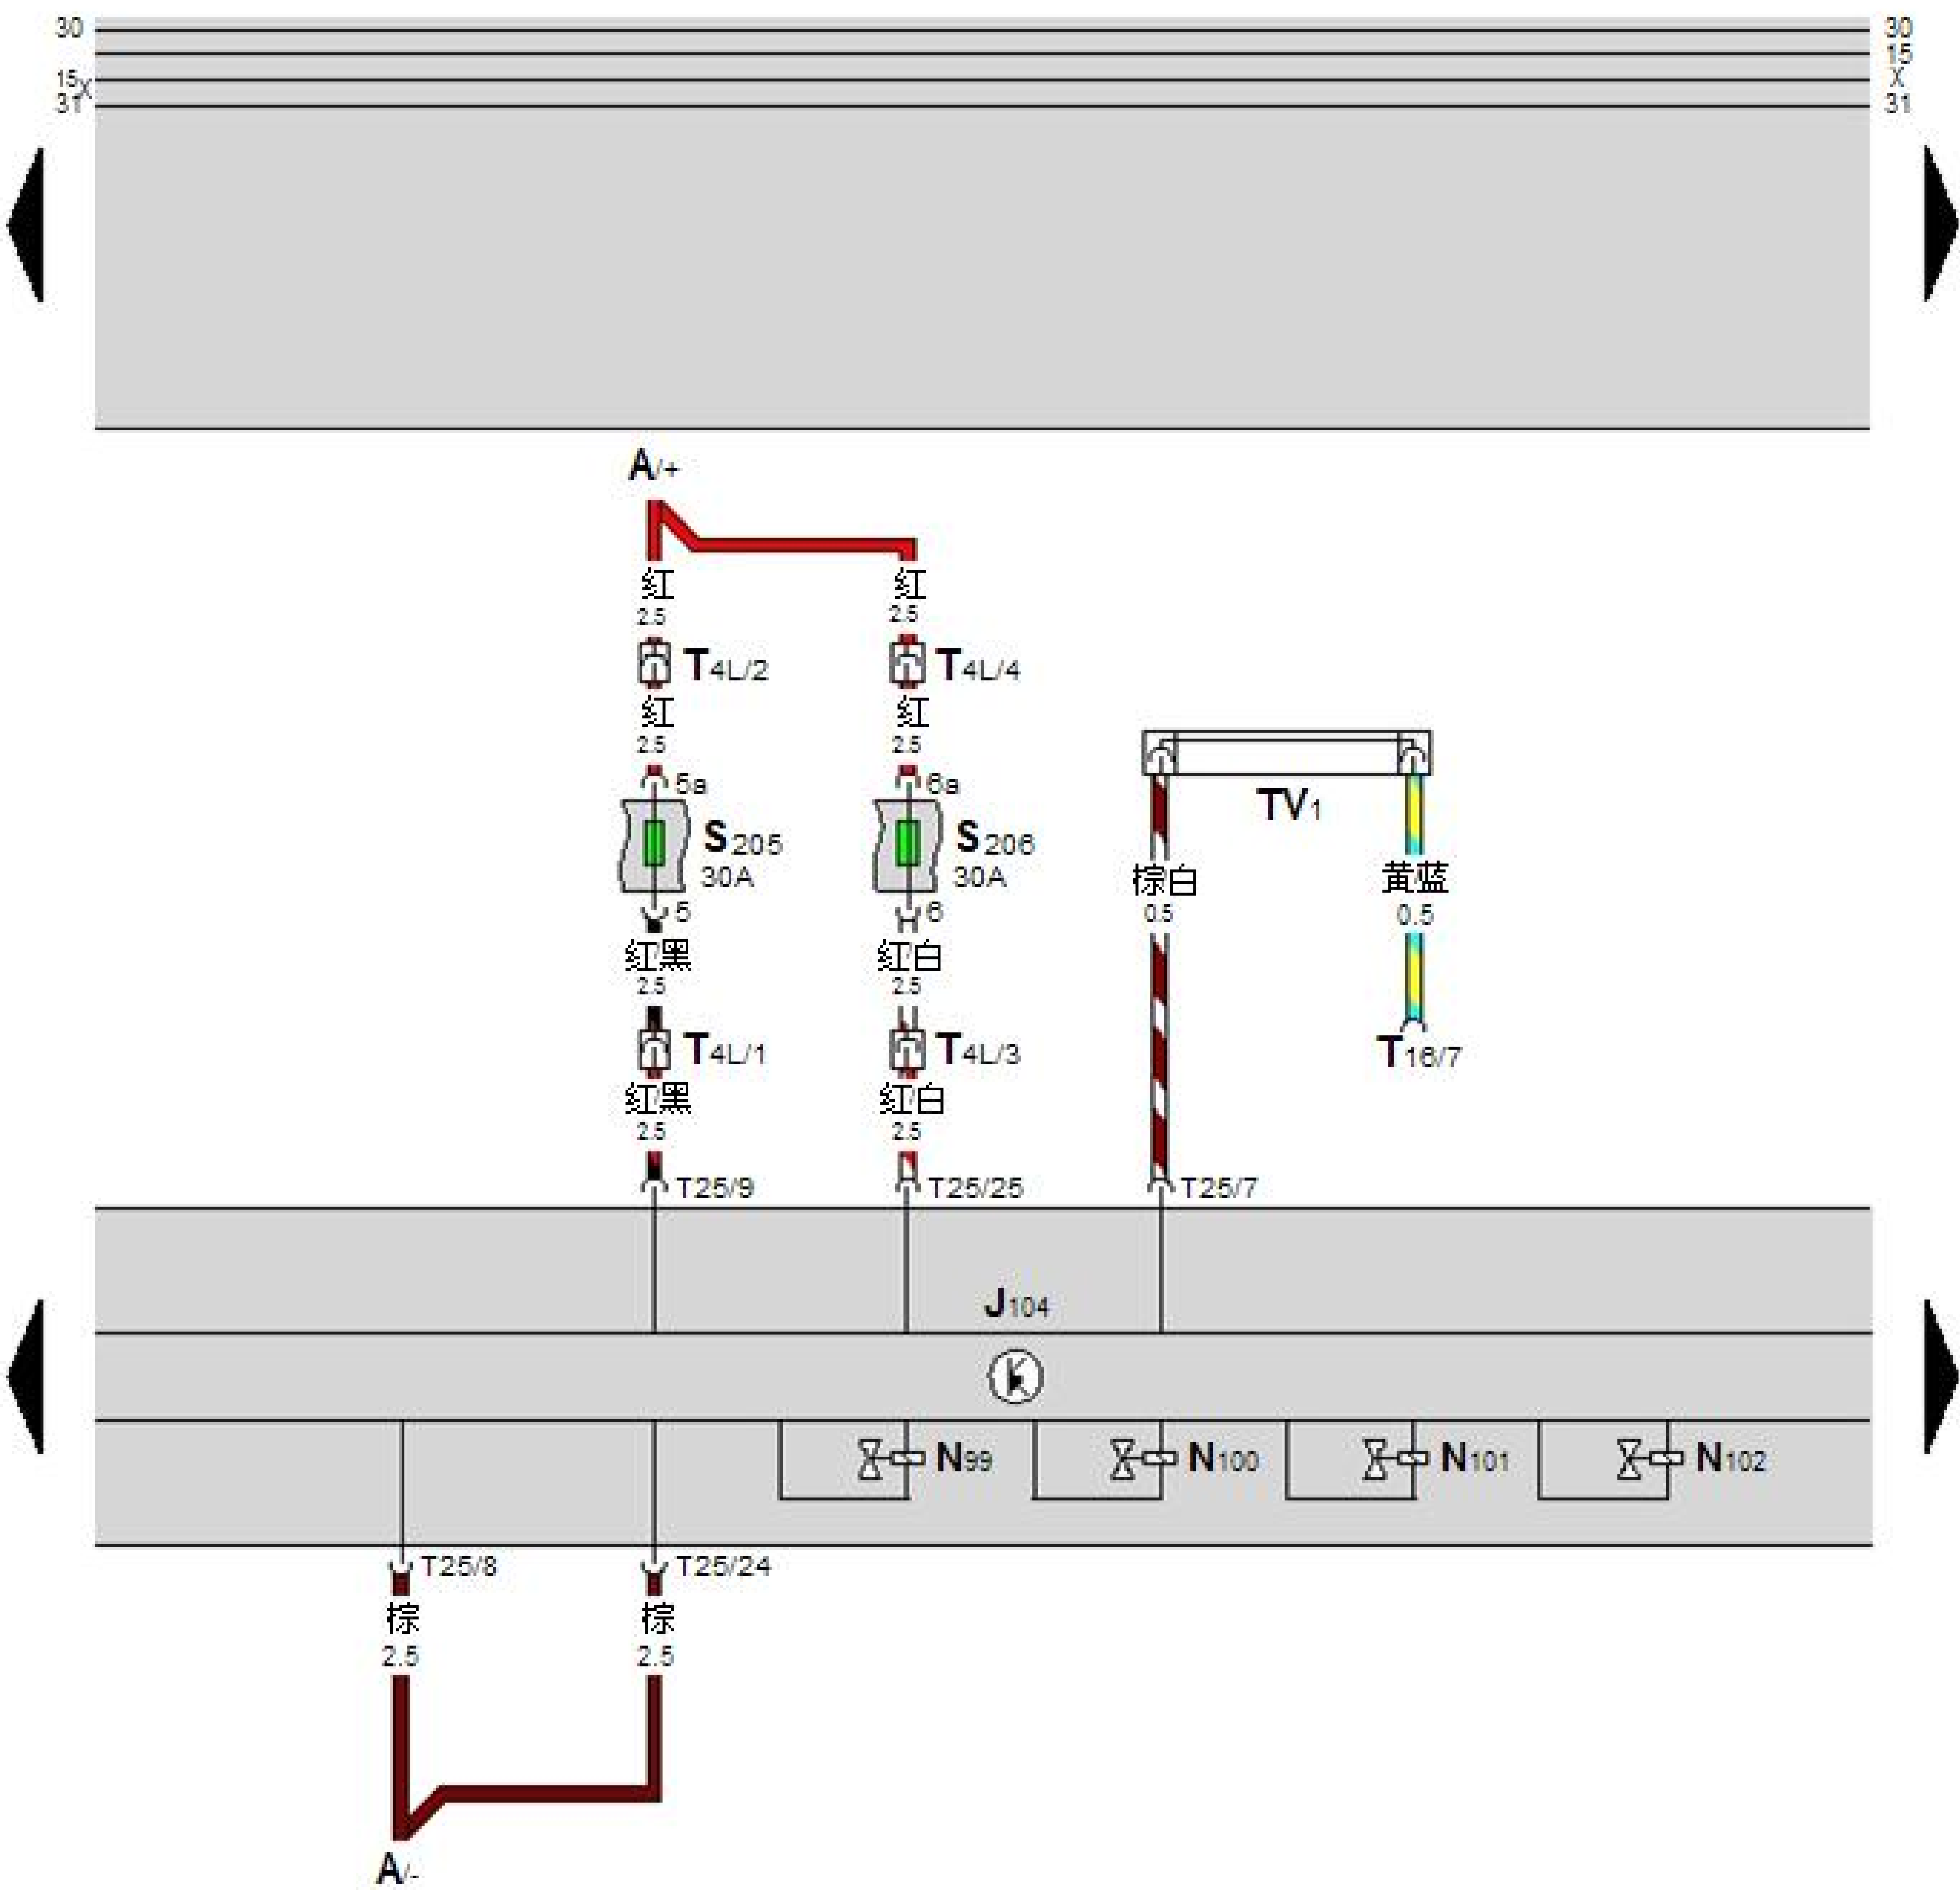 30 30
15
15 X
X
31 31
A/+
红 红
2.5 2.5
T4L/2 T4L/4
红 红
2.5 2.5
5a 6a
TV1
S205 S206
30A 30A
棕白 黄/蓝
0.5 0.5
5 6
红/黑 红/白
2.5 2.5
T4L/1 T4L/3 T16/7
红/黑 红/白
2.5 2.5
T25/9 T25/25 T25/7
J104
N99 N100 N101 N102
T25/8 T25/24
棕 棕
2.5 2.5
A/-